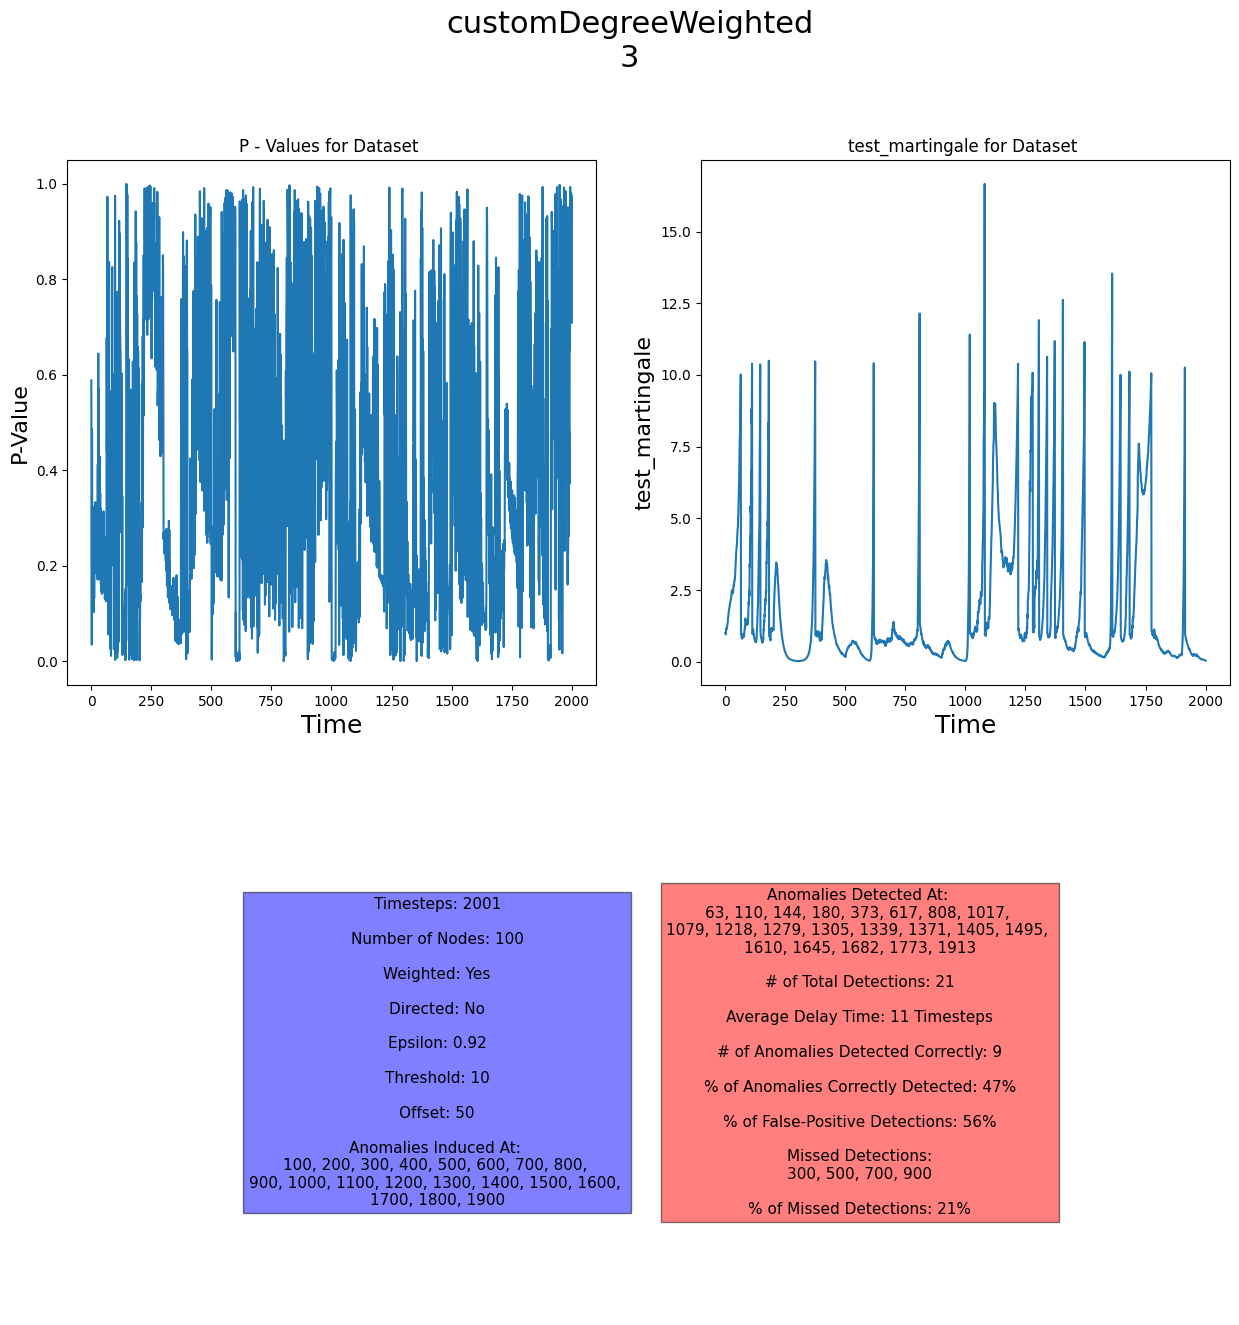 customDegreeWeighted
3
P - Values for Dataset
1.0
0.8
0.6
0.4
0.2
0.0
P-Value
0 250 500 750 1000 1250 1500 1750 2000
Time
test_martingale for Dataset
15.0
12.5
10.0
7.5
5.0
2.5
0.0
test_martingale
0 250 500 750 1000 1250 1500 1750 2000
Time
Timesteps: 2001
Number of Nodes: 100
Weighted: Yes
Directed: No
Epsilon: 0.92
Threshold: 10
Offset: 50
Anomalies Induced At:
100, 200, 300, 400, 500, 600, 700, 800,
900, 1000, 1100, 1200, 1300, 1400, 1500, 1600,
1700, 1800, 1900
Anomalies Detected At:
63, 110, 144, 180, 373, 617, 808, 1017,
1079, 1218, 1279, 1305, 1339, 1371, 1405, 1495,
1610, 1645, 1682, 1773, 1913
# of Total Detections: 21
Average Delay Time: 11 Timesteps
# of Anomalies Detected Correctly: 9
% of Anomalies Correctly Detected: 47%
% of False-Positive Detections: 56%
Missed Detections:
300, 500, 700, 900
% of Missed Detections: 21%